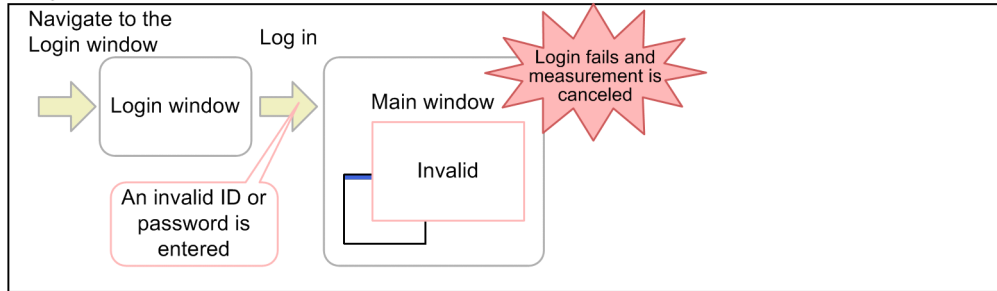 Navigate to the
Login window
Log in
Login fails and
measurement is
canceled
Login window
Main window
Invalid
An invalid ID or
password is
entered